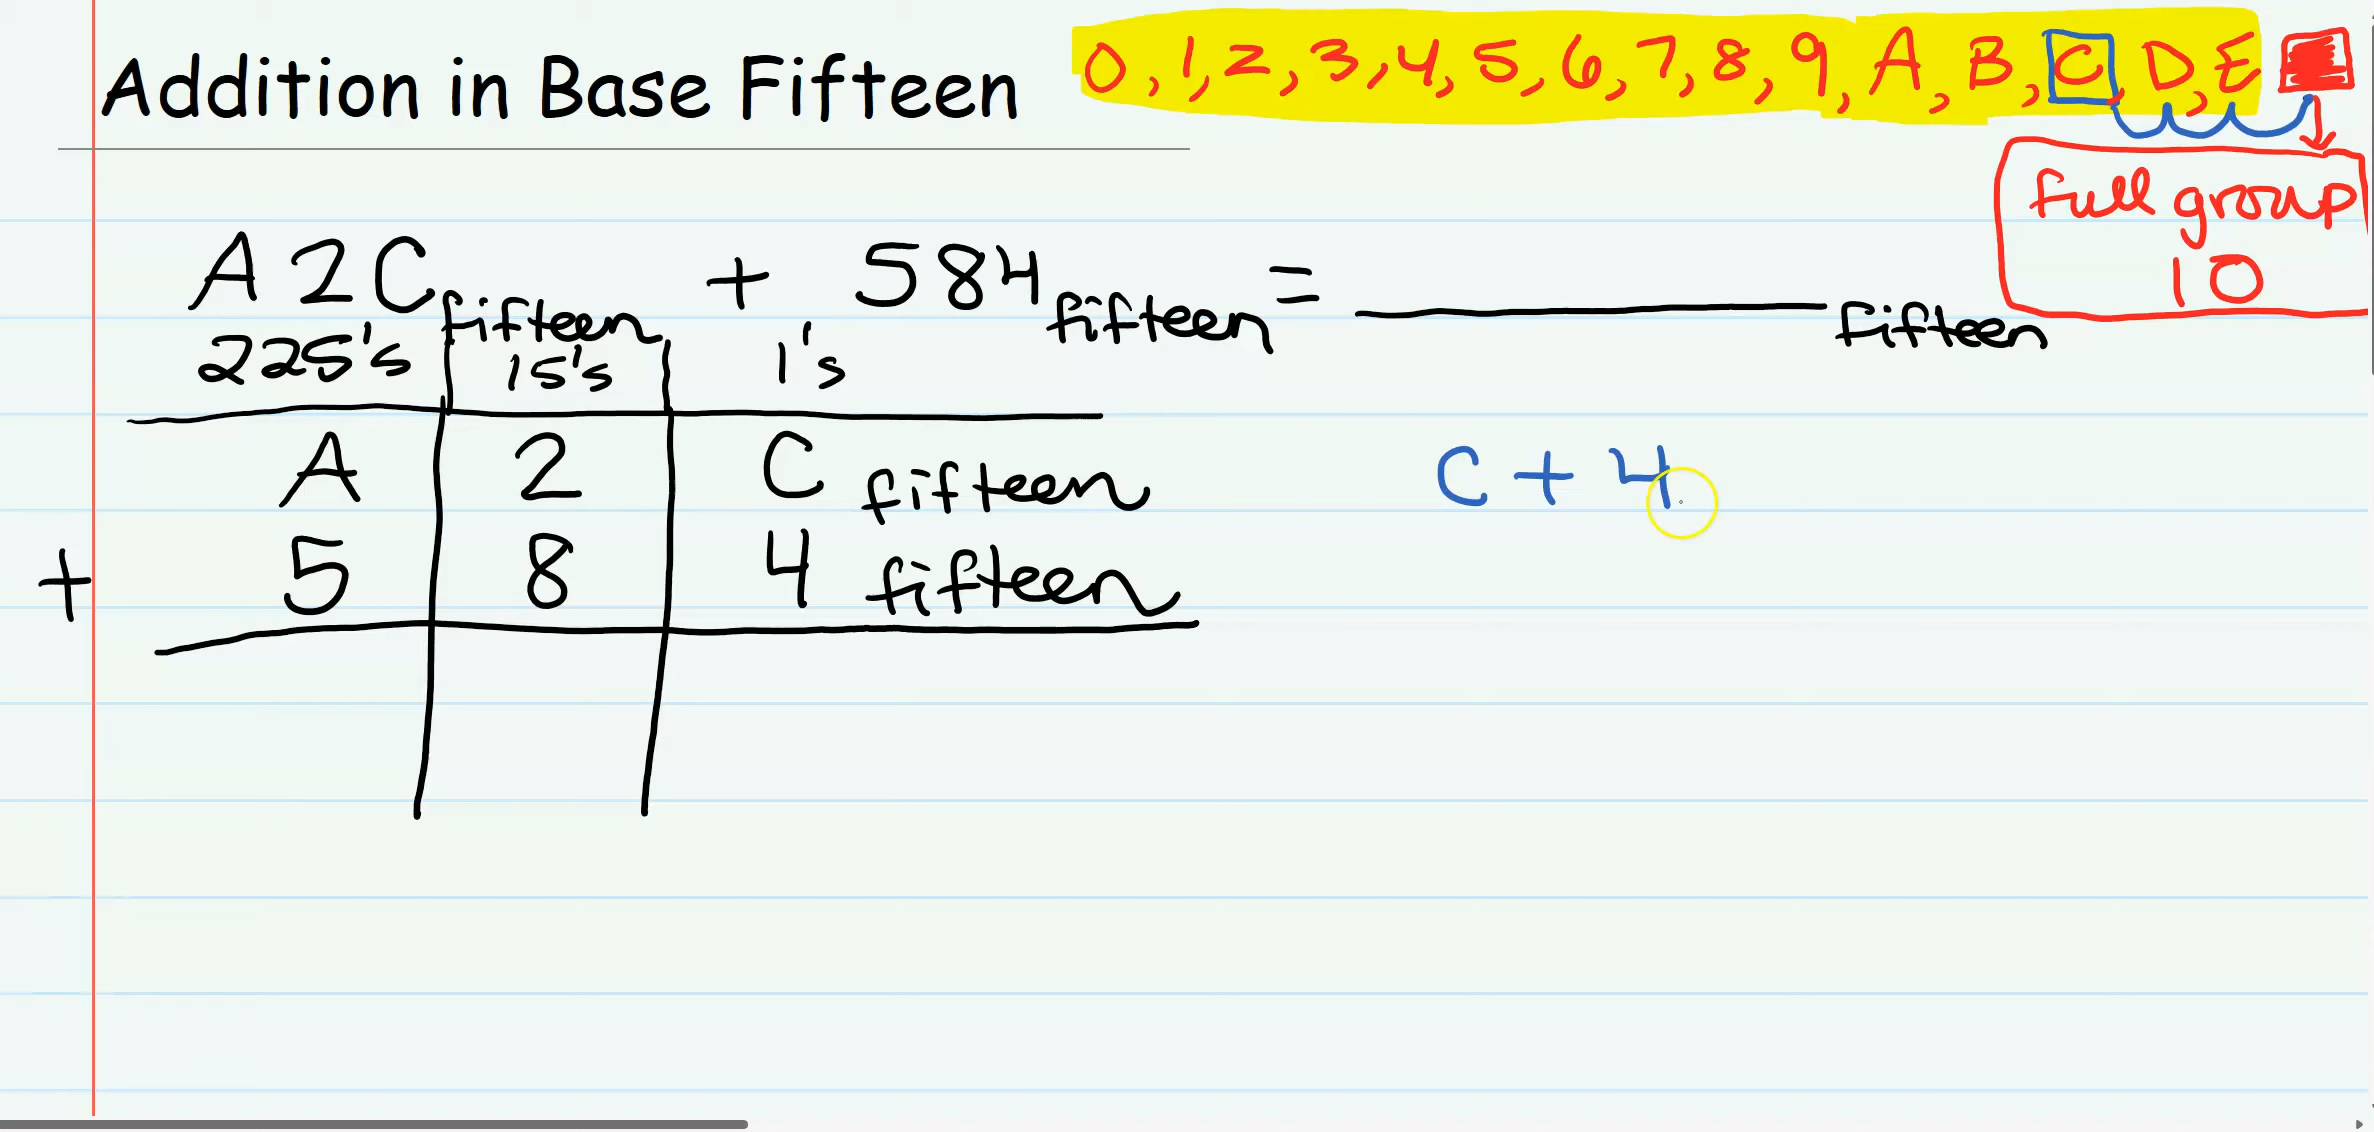 Addition in Base Fifteen
0, 1, 2, 3, 4, 5, 6, 7, 8, 9, A, B, C, D, E
full group
10
A2C fifteen + 584 fifteen = fifteen
225's 15's 1's
A 2 C fifteen
+ 5 8 4 fifteen
C + 4